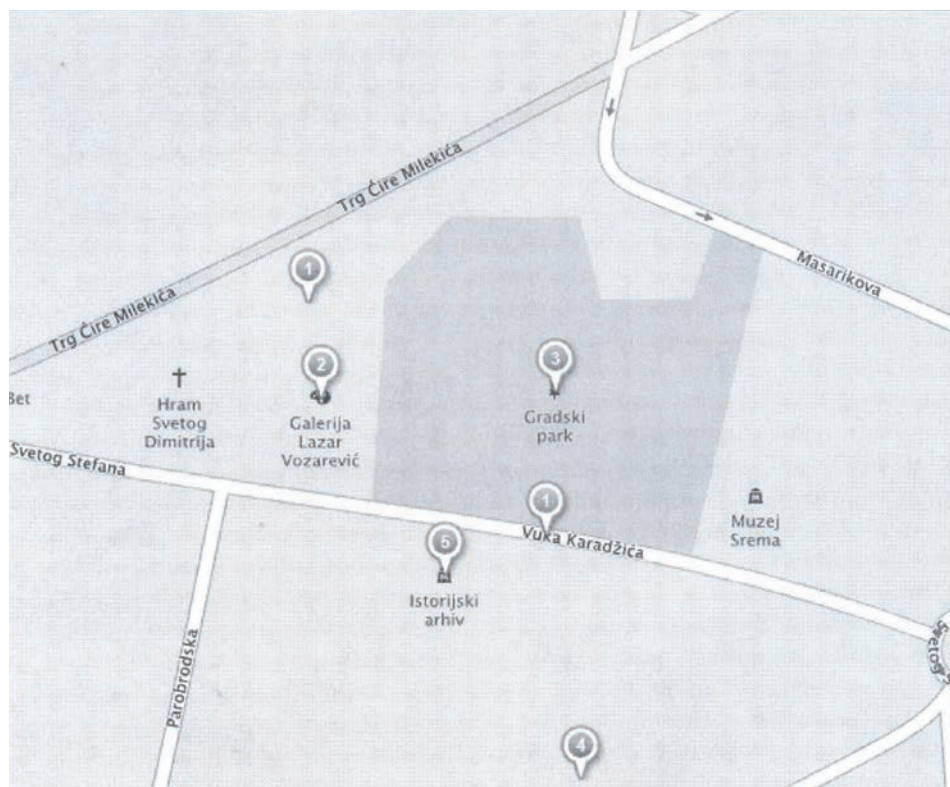 Trg Ćire Milekića
Masarikova
1
Trg Ćire Milekića
2
3
Hram
Svetog
Dimitrija
Galerija
Lazar
Vozarević
Gradski
park
Svetog Stefana
1
Muzej
Srema
Vuka Karadžića
5
Istorijski
arhiv
Parobrodska
4